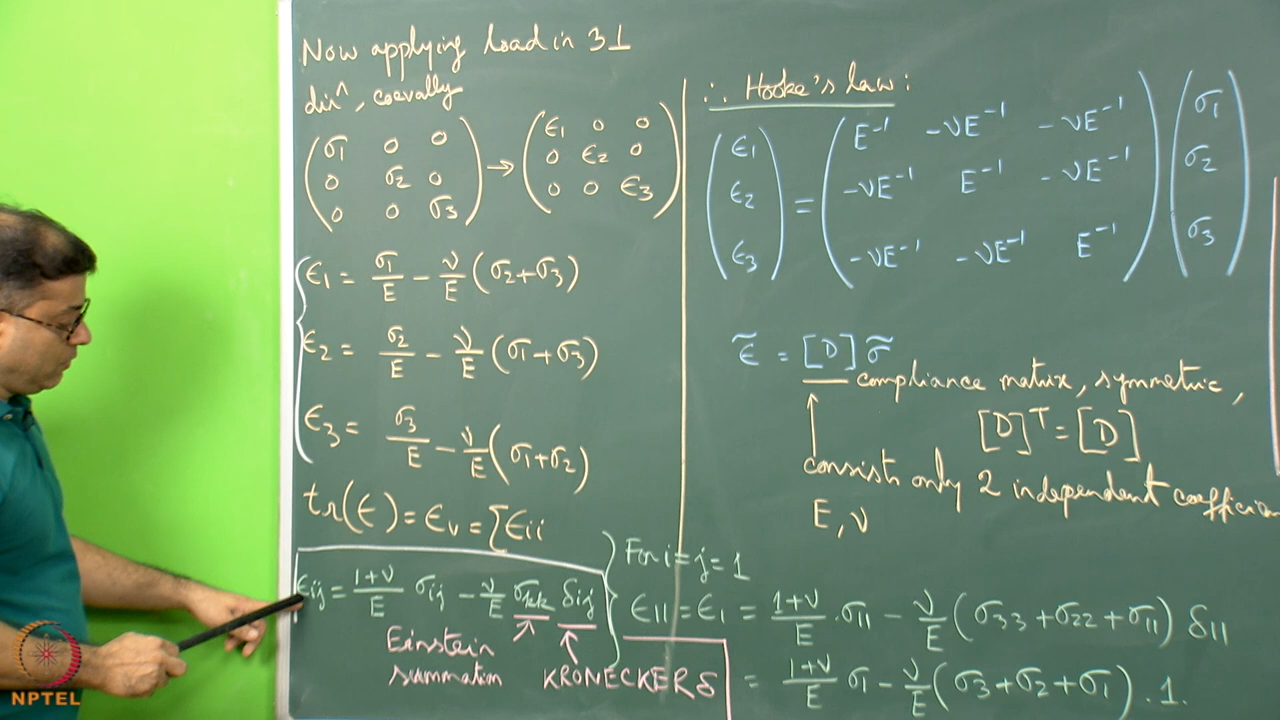 Now applying load in 3⊥
dirⁿ, coevally
(σ1 0 0
0 σ2 0
0 0 σ3) → (ϵ1 0 0
0 ϵ2 0
0 0 ϵ3)
ϵ1 = σ1/E - ν/E (σ2+σ3)
ϵ2 = σ2/E - ν/E (σ1+σ3)
ϵ3 = σ3/E - ν/E (σ1+σ2)
tr(ϵ) = ϵv = Σϵii
ϵij = 1+ν/E σij - ν/E σkk δij
Einstein
summation
KRONECKERS δ
∴ Hooke's law:
(ϵ1
ϵ2
ϵ3) = (E⁻¹ -νE⁻¹ -νE⁻¹
-νE⁻¹ E⁻¹ -νE⁻¹
-νE⁻¹ -νE⁻¹ E⁻¹) (σ1
σ2
σ3)
ϵ̃ = [D]σ̃
compliance matrix, symmetric,
[D]ᵀ = [D]
consists only 2 independent
E, ν
For i=j=1
ϵ11 = ϵ1 = 1+ν/E . σ11 - ν/E (σ33+σ22+σ11) δ11
= 1+ν/E σ1 - ν/E (σ3+σ2+σ1) . 1.
NPTEL